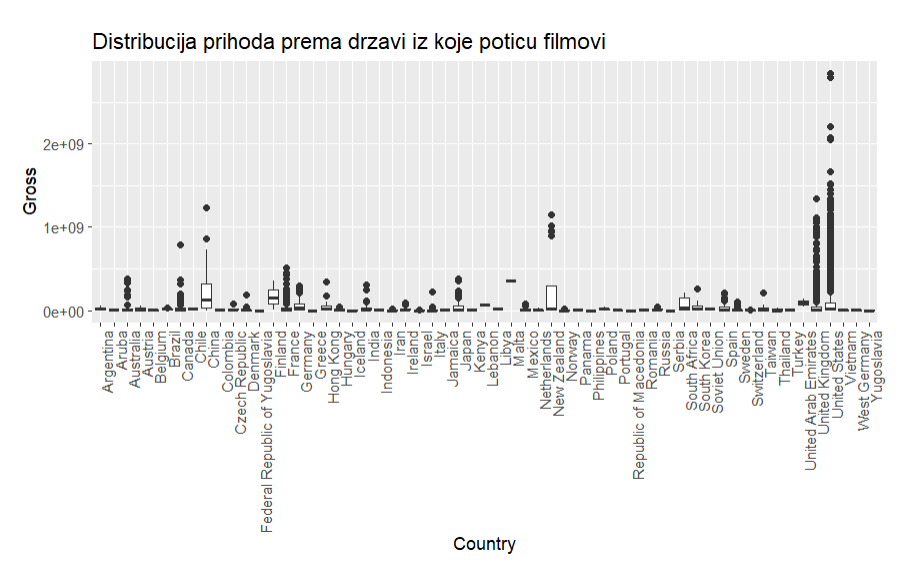 Distribucija prihoda prema drzavi iz koje poticu filmovi
Gross
2e+09
1e+09
0e+00
Argentina
Aruba
Australia
Austria
Belgium
Brazil
Canada
Chile
China
Colombia
Czech Republic
Denmark
Federal Republic of Yugoslavia
Finland
France
Germany
Greece
Hong Kong
Hungary
Iceland
India
Indonesia
Iran
Ireland
Israel
Italy
Jamaica
Japan
Kenya
Lebanon
Libya
Malta
Mexico
Netherlands
New Zealand
Norway
Panama
Philippines
Poland
Portugal
Republic of Macedonia
Romania
Russia
Serbia
South Africa
South Korea
Soviet Union
Spain
Sweden
Switzerland
Taiwan
Thailand
Turkey
United Arab Emirates
United Kingdom
United States
Vietnam
West Germany
Yugoslavia
Country